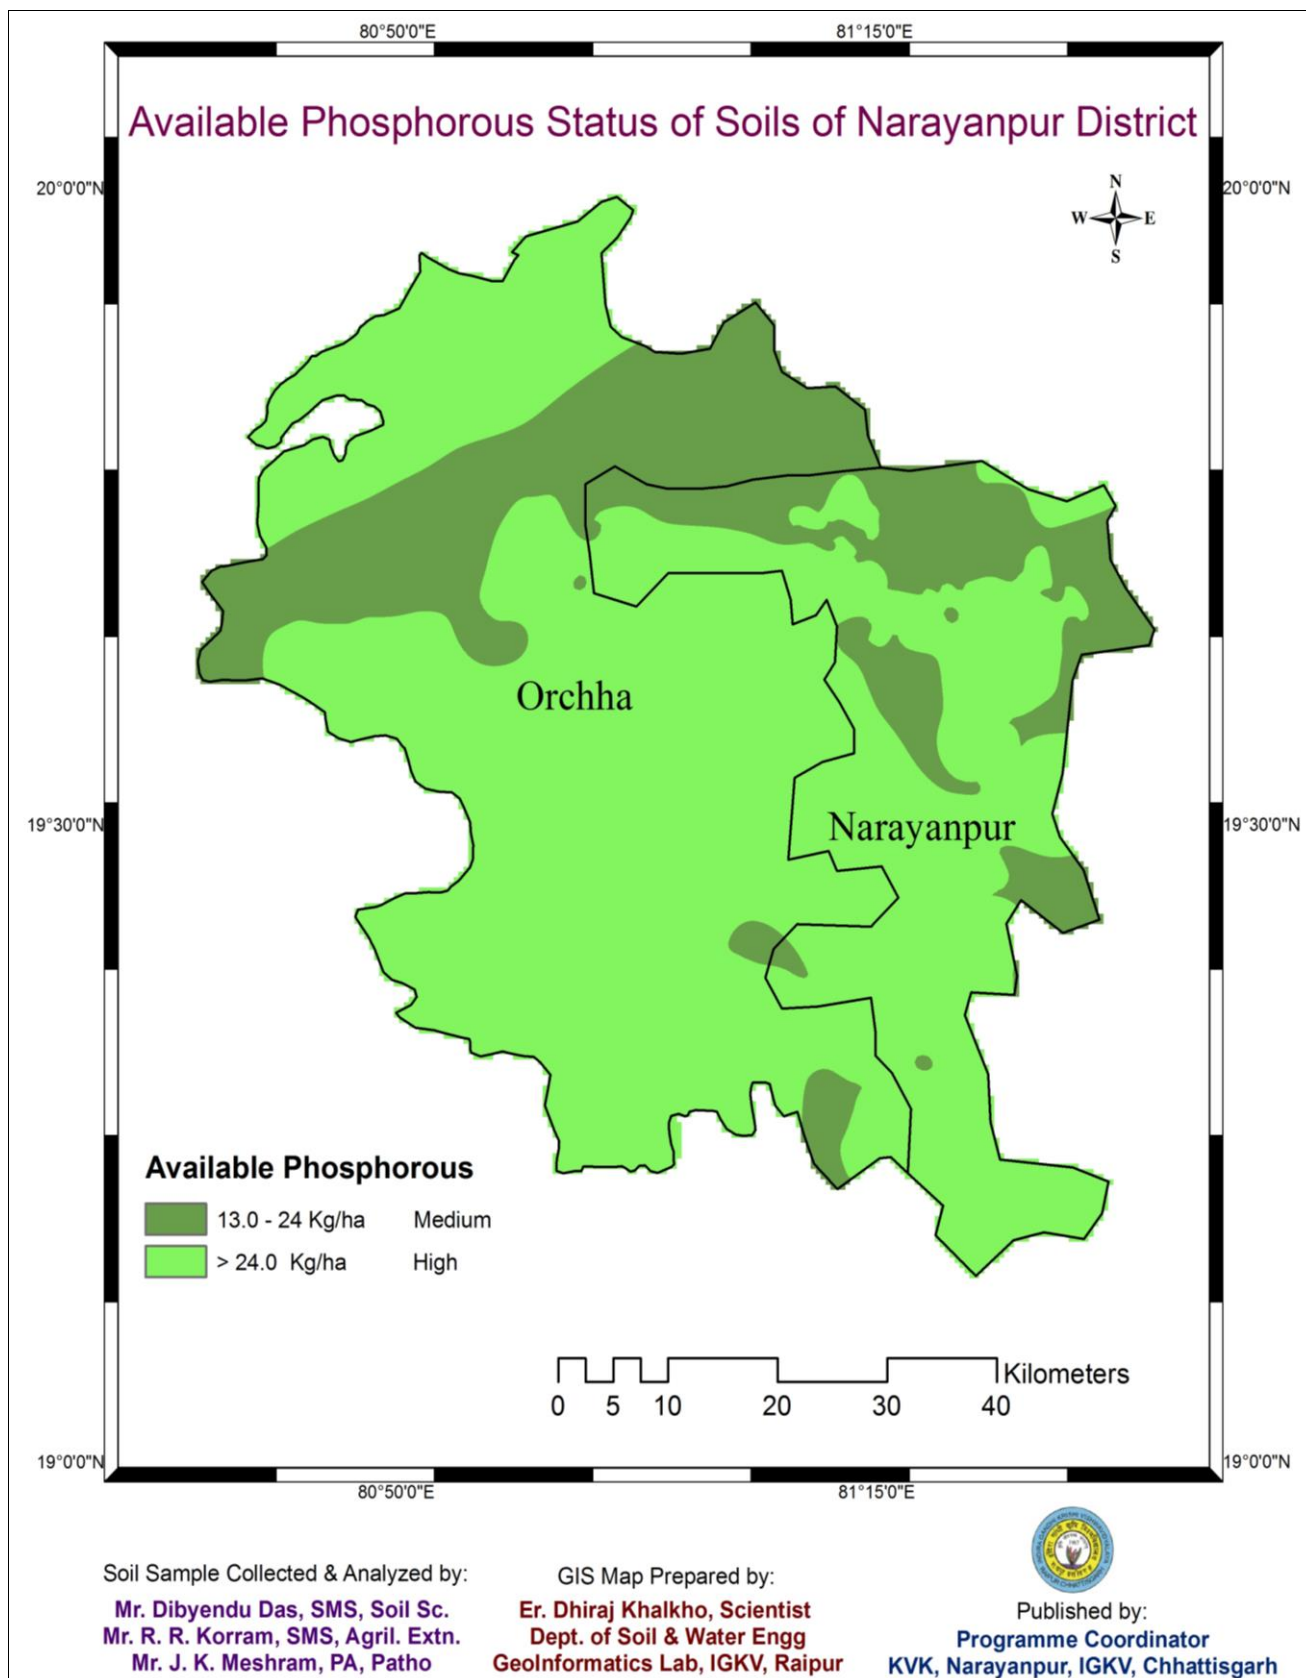 80°50'0"E 81°15'0"E
Available Phosphorous Status of Soils of Narayanpur District
20°0'0"N 20°0'0"N
N
W E
S
Orchha
Narayanpur
19°30'0"N 19°30'0"N
Available Phosphorous
13.0 - 24 Kg/ha Medium
> 24.0 Kg/ha High
Kilometers
0 5 10 20 30 40
19°0'0"N 19°0'0"N
80°50'0"E 81°15'0"E
Soil Sample Collected & Analyzed by:
Mr. Dibyendu Das, SMS, Soil Sc.
Mr. R. R. Korram, SMS, Agril. Extn.
Mr. J. K. Meshram, PA, Patho
GIS Map Prepared by:
Er. Dhiraj Khalkho, Scientist
Dept. of Soil & Water Engg
GeoInformatics Lab, IGKV, Raipur
Published by:
Programme Coordinator
KVK, Narayanpur, IGKV, Chhattisgarh